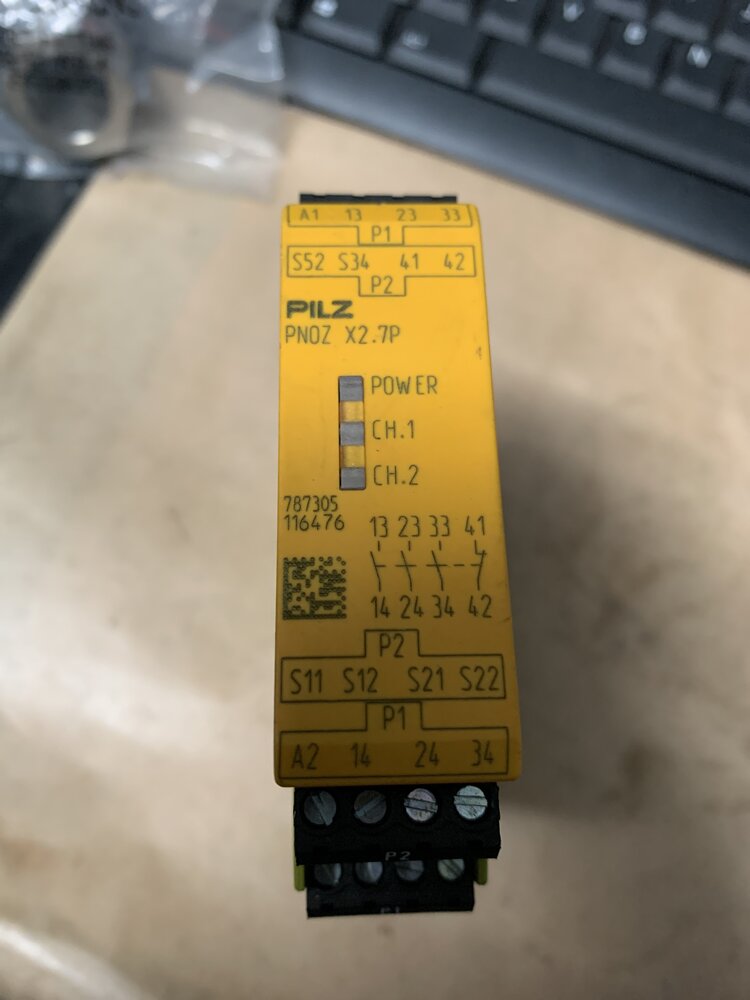 A1 13 23 33
P1
S52 S34 41 42
P2
PILZ
PNOZ X2.7P
POWER
CH.1
CH.2
787305
116476
13 23 33 41
14 24 34 42
P2
S11 S12 S21 S22
P1
A2 14 24 34
P2
P1